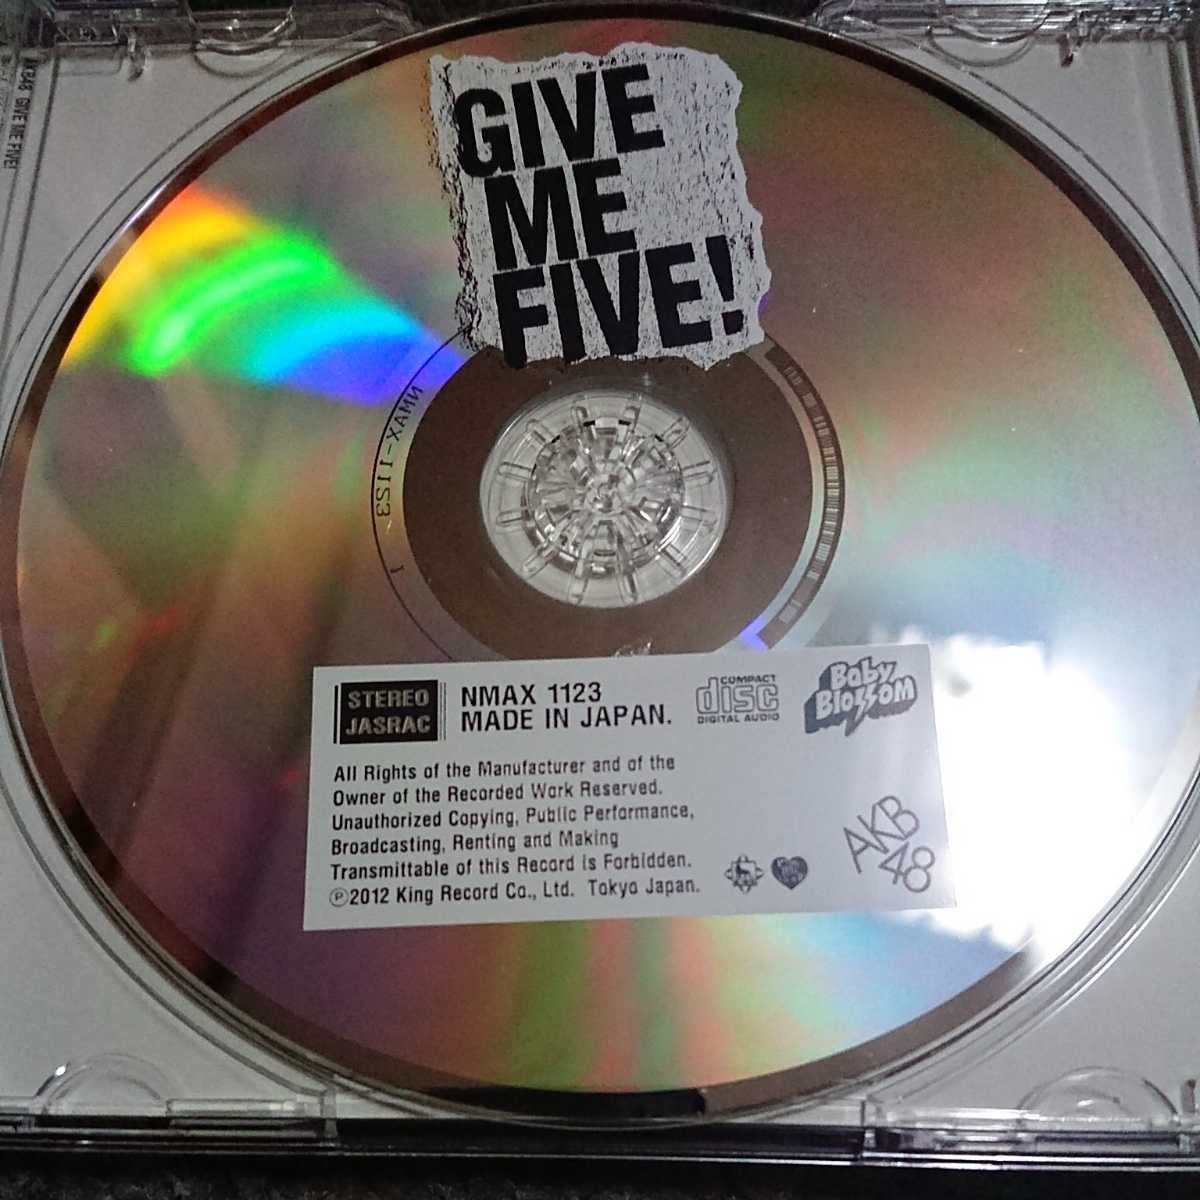 AKB48 GIVE ME FIVE!
GIVE
ME
FIVE!
NMAX-1123 1
STEREO
JASRAC
NMAX 1123
MADE IN JAPAN.
COMPACT
disc
DIGITAL AUDIO
Baby
Blossom
All Rights of the Manufacturer and of the
Owner of the Recorded Work Reserved.
Unauthorized Copying, Public Performance,
Broadcasting, Renting and Making
Transmittable of this Record is Forbidden.
Ⓟ2012 King Record Co., Ltd. Tokyo Japan.
AKB
48